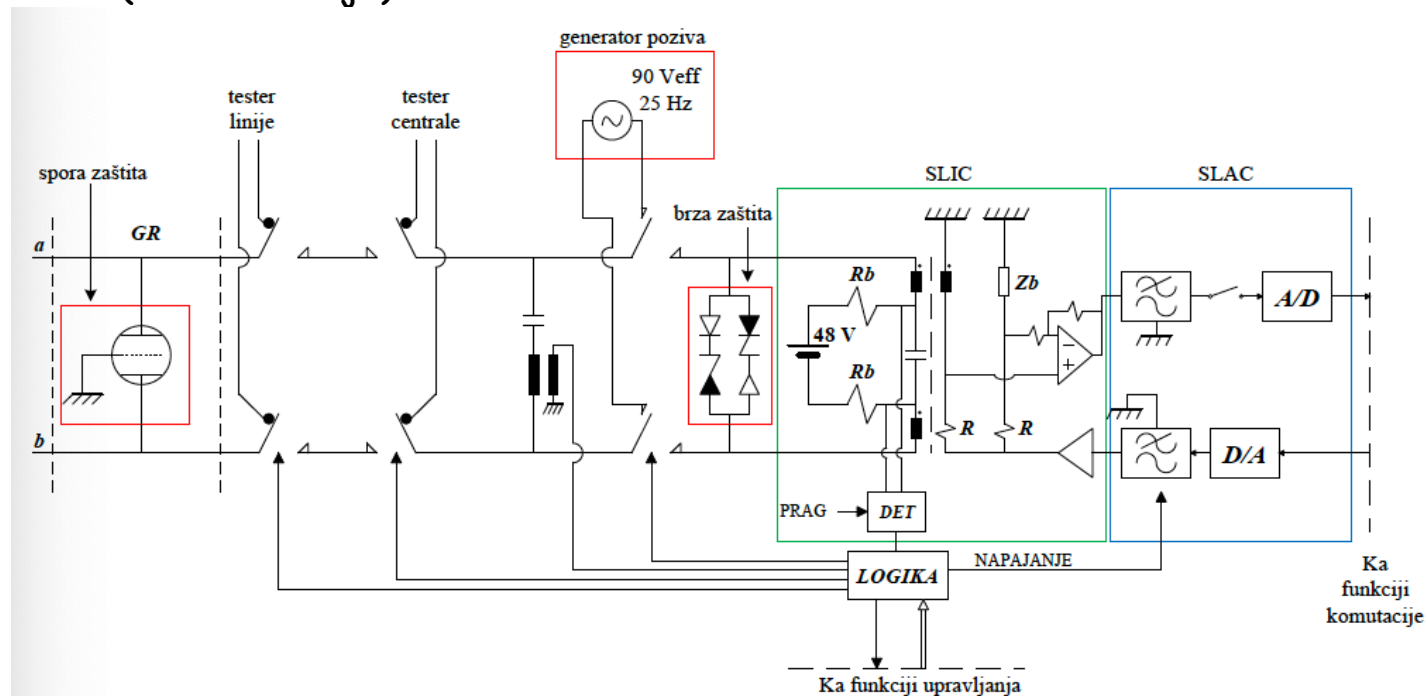 generator poziva
90 Veff
25 Hz
tester
linije
tester
centrale
spora zaštita
SLIC
SLAC
brza zaštita
a
GR
Rb
Zb
A/D
48 V
Rb
b
R
R
D/A
PRAG
DET
NAPAJANJE
LOGIKA
Ka
funkciji
komutacije
Ka funkciji upravljanja